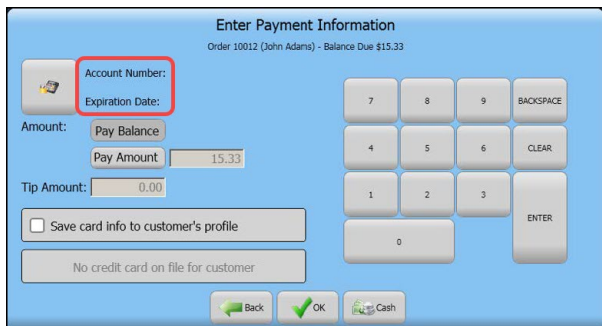 Enter Payment Information
Order 10012 (John Adams) - Balance Due $15.33
Account Number:
Expiration Date:
Amount:
Pay Balance
Pay Amount
15.33
Tip Amount:
0.00
Save card info to customer's profile
No credit card on file for customer
7 8 9 BACKSPACE
4 5 6 CLEAR
1 2 3
ENTER
0
Back OK Cash